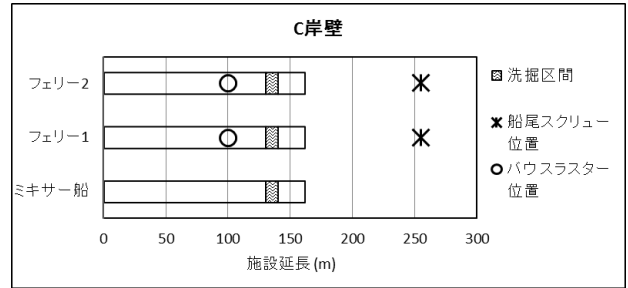 C岸壁
フェリー2
フェリー1
ミキサー船
0 50 100 150 200 250 300
施設延長(m)
洗掘区間
船尾スクリュー
位置
バウスラスター
位置